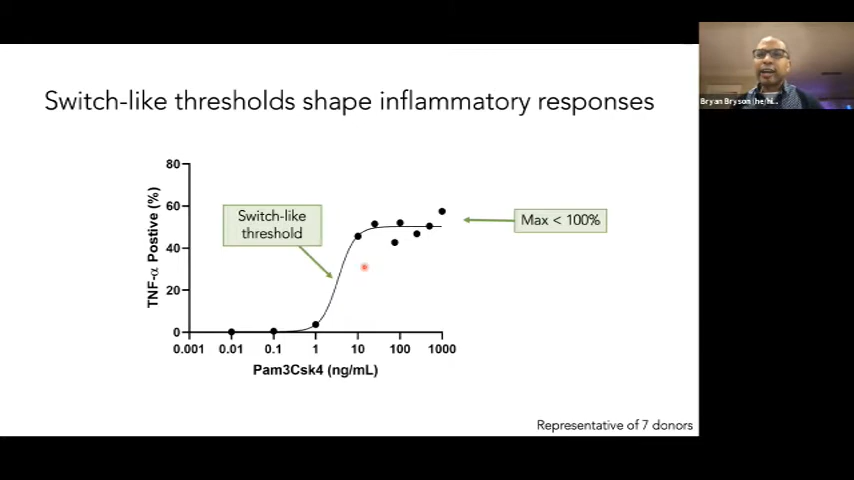 Switch-like thresholds shape inflammatory responses
Bryan Bryson (he/hi...
80
60
40
20
0
TNF-α Postive (%)
Switch-like
threshold
Max < 100%
0.001 0.01 0.1 1 10 100 1000
Pam3Csk4 (ng/mL)
Representative of 7 donors